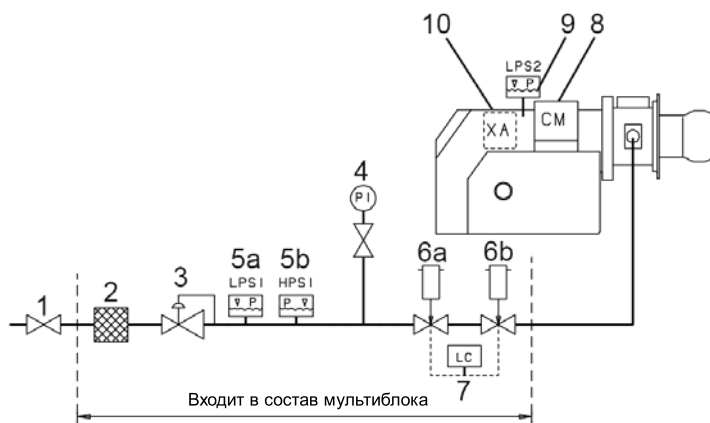 10
9
8
LPS2
P
XA
CM
4
PI
5a
5b
6a
6b
LPS1
HPS1
1
2
3
P
P
LC
7
Входит в состав мультиблока